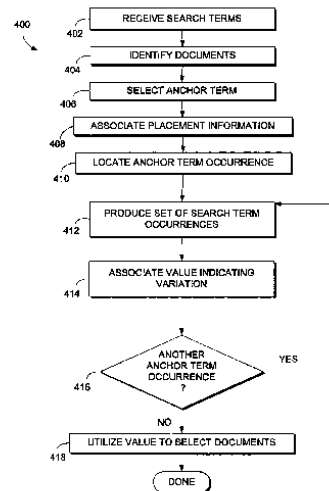 400
RECEIVE SEARCH TERMS
402
IDENTIFY DOCUMENTS
404
SELECT ANCHOR TERM
406
ASSOCIATE PLACEMENT INFORMATION
408
LOCATE ANCHOR TERM OCCURRENCE
410
PRODUCE SET OF SEARCH TERM
OCCURRENCES
412
ASSOCIATE VALUE INDICATING
VARIATION
414
ANOTHER
ANCHOR TERM
OCCURRENCE
?
YES
416
NO
UTILIZE VALUE TO SELECT DOCUMENTS
418
DONE